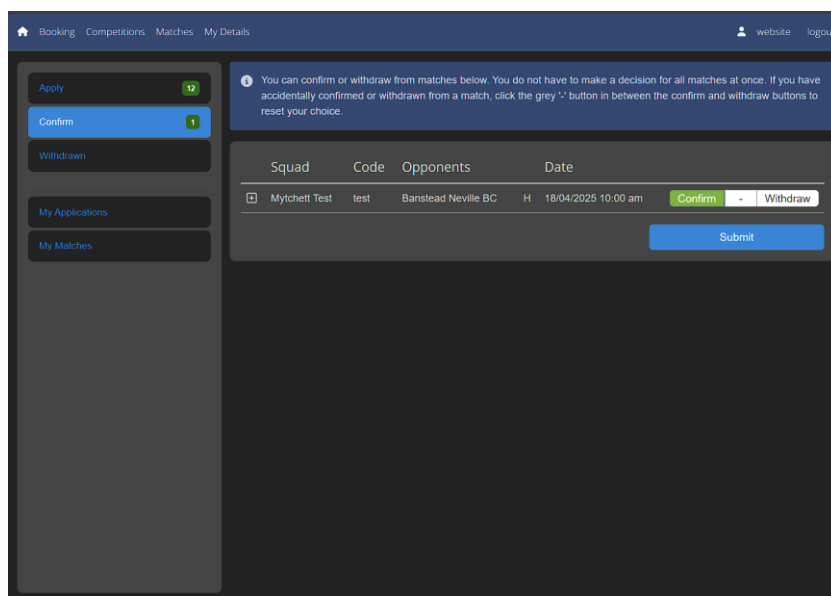 Booking Competitions Matches My Details website logou
Apply 12
Confirm 1
Withdrawn
My Applications
My Matches
You can confirm or withdraw from matches below. You do not have to make a decision for all matches at once. If you have
accidentally confirmed or withdrawn from a match, click the grey '-' button in between the confirm and withdraw buttons to
reset your choice.
Squad Code Opponents Date
Mytchett Test test Banstead Neville BC H 18/04/2025 10:00 am Confirm - Withdraw
Submit